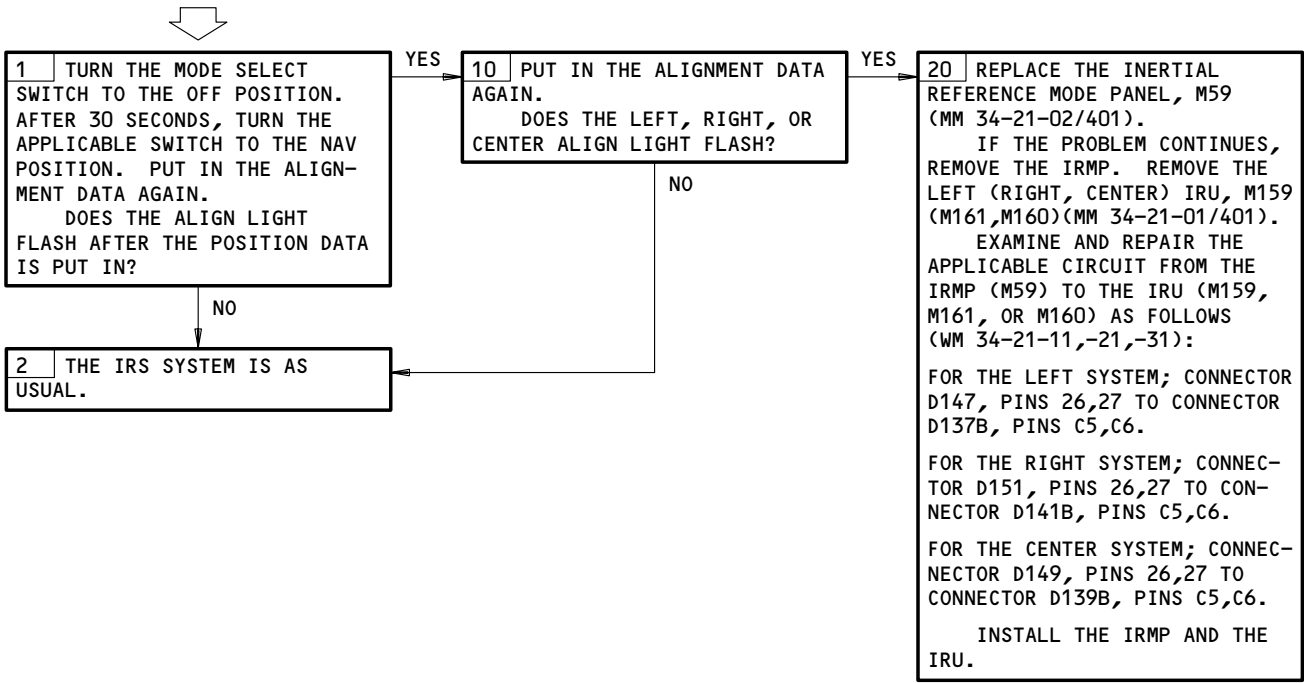 1 TURN THE MODE SELECT
SWITCH TO THE OFF POSITION.
AFTER 30 SECONDS, TURN THE
APPLICABLE SWITCH TO THE NAV
POSITION. PUT IN THE ALIGN-
MENT DATA AGAIN.
DOES THE ALIGN LIGHT
FLASH AFTER THE POSITION DATA
IS PUT IN?
YES
NO
2 THE IRS SYSTEM IS AS
USUAL.
10 PUT IN THE ALIGNMENT DATA
AGAIN.
DOES THE LEFT, RIGHT, OR
CENTER ALIGN LIGHT FLASH?
YES
NO
20 REPLACE THE INERTIAL
REFERENCE MODE PANEL, M59
(MM 34-21-02/401).
IF THE PROBLEM CONTINUES,
REMOVE THE IRMP. REMOVE THE
LEFT (RIGHT, CENTER) IRU, M159
(M161,M160)(MM 34-21-01/401).
EXAMINE AND REPAIR THE
APPLICABLE CIRCUIT FROM THE
IRMP (M59) TO THE IRU (M159,
M161, OR M160) AS FOLLOWS
(WM 34-21-11,-21,-31):
FOR THE LEFT SYSTEM; CONNECTOR
D147, PINS 26,27 TO CONNECTOR
D137B, PINS C5,C6.
FOR THE RIGHT SYSTEM; CONNEC-
TOR D151, PINS 26,27 TO CON-
NECTOR D141B, PINS C5,C6.
FOR THE CENTER SYSTEM; CONNEC-
NECTOR D149, PINS 26,27 TO
CONNECTOR D139B, PINS C5,C6.
INSTALL THE IRMP AND THE
IRU.